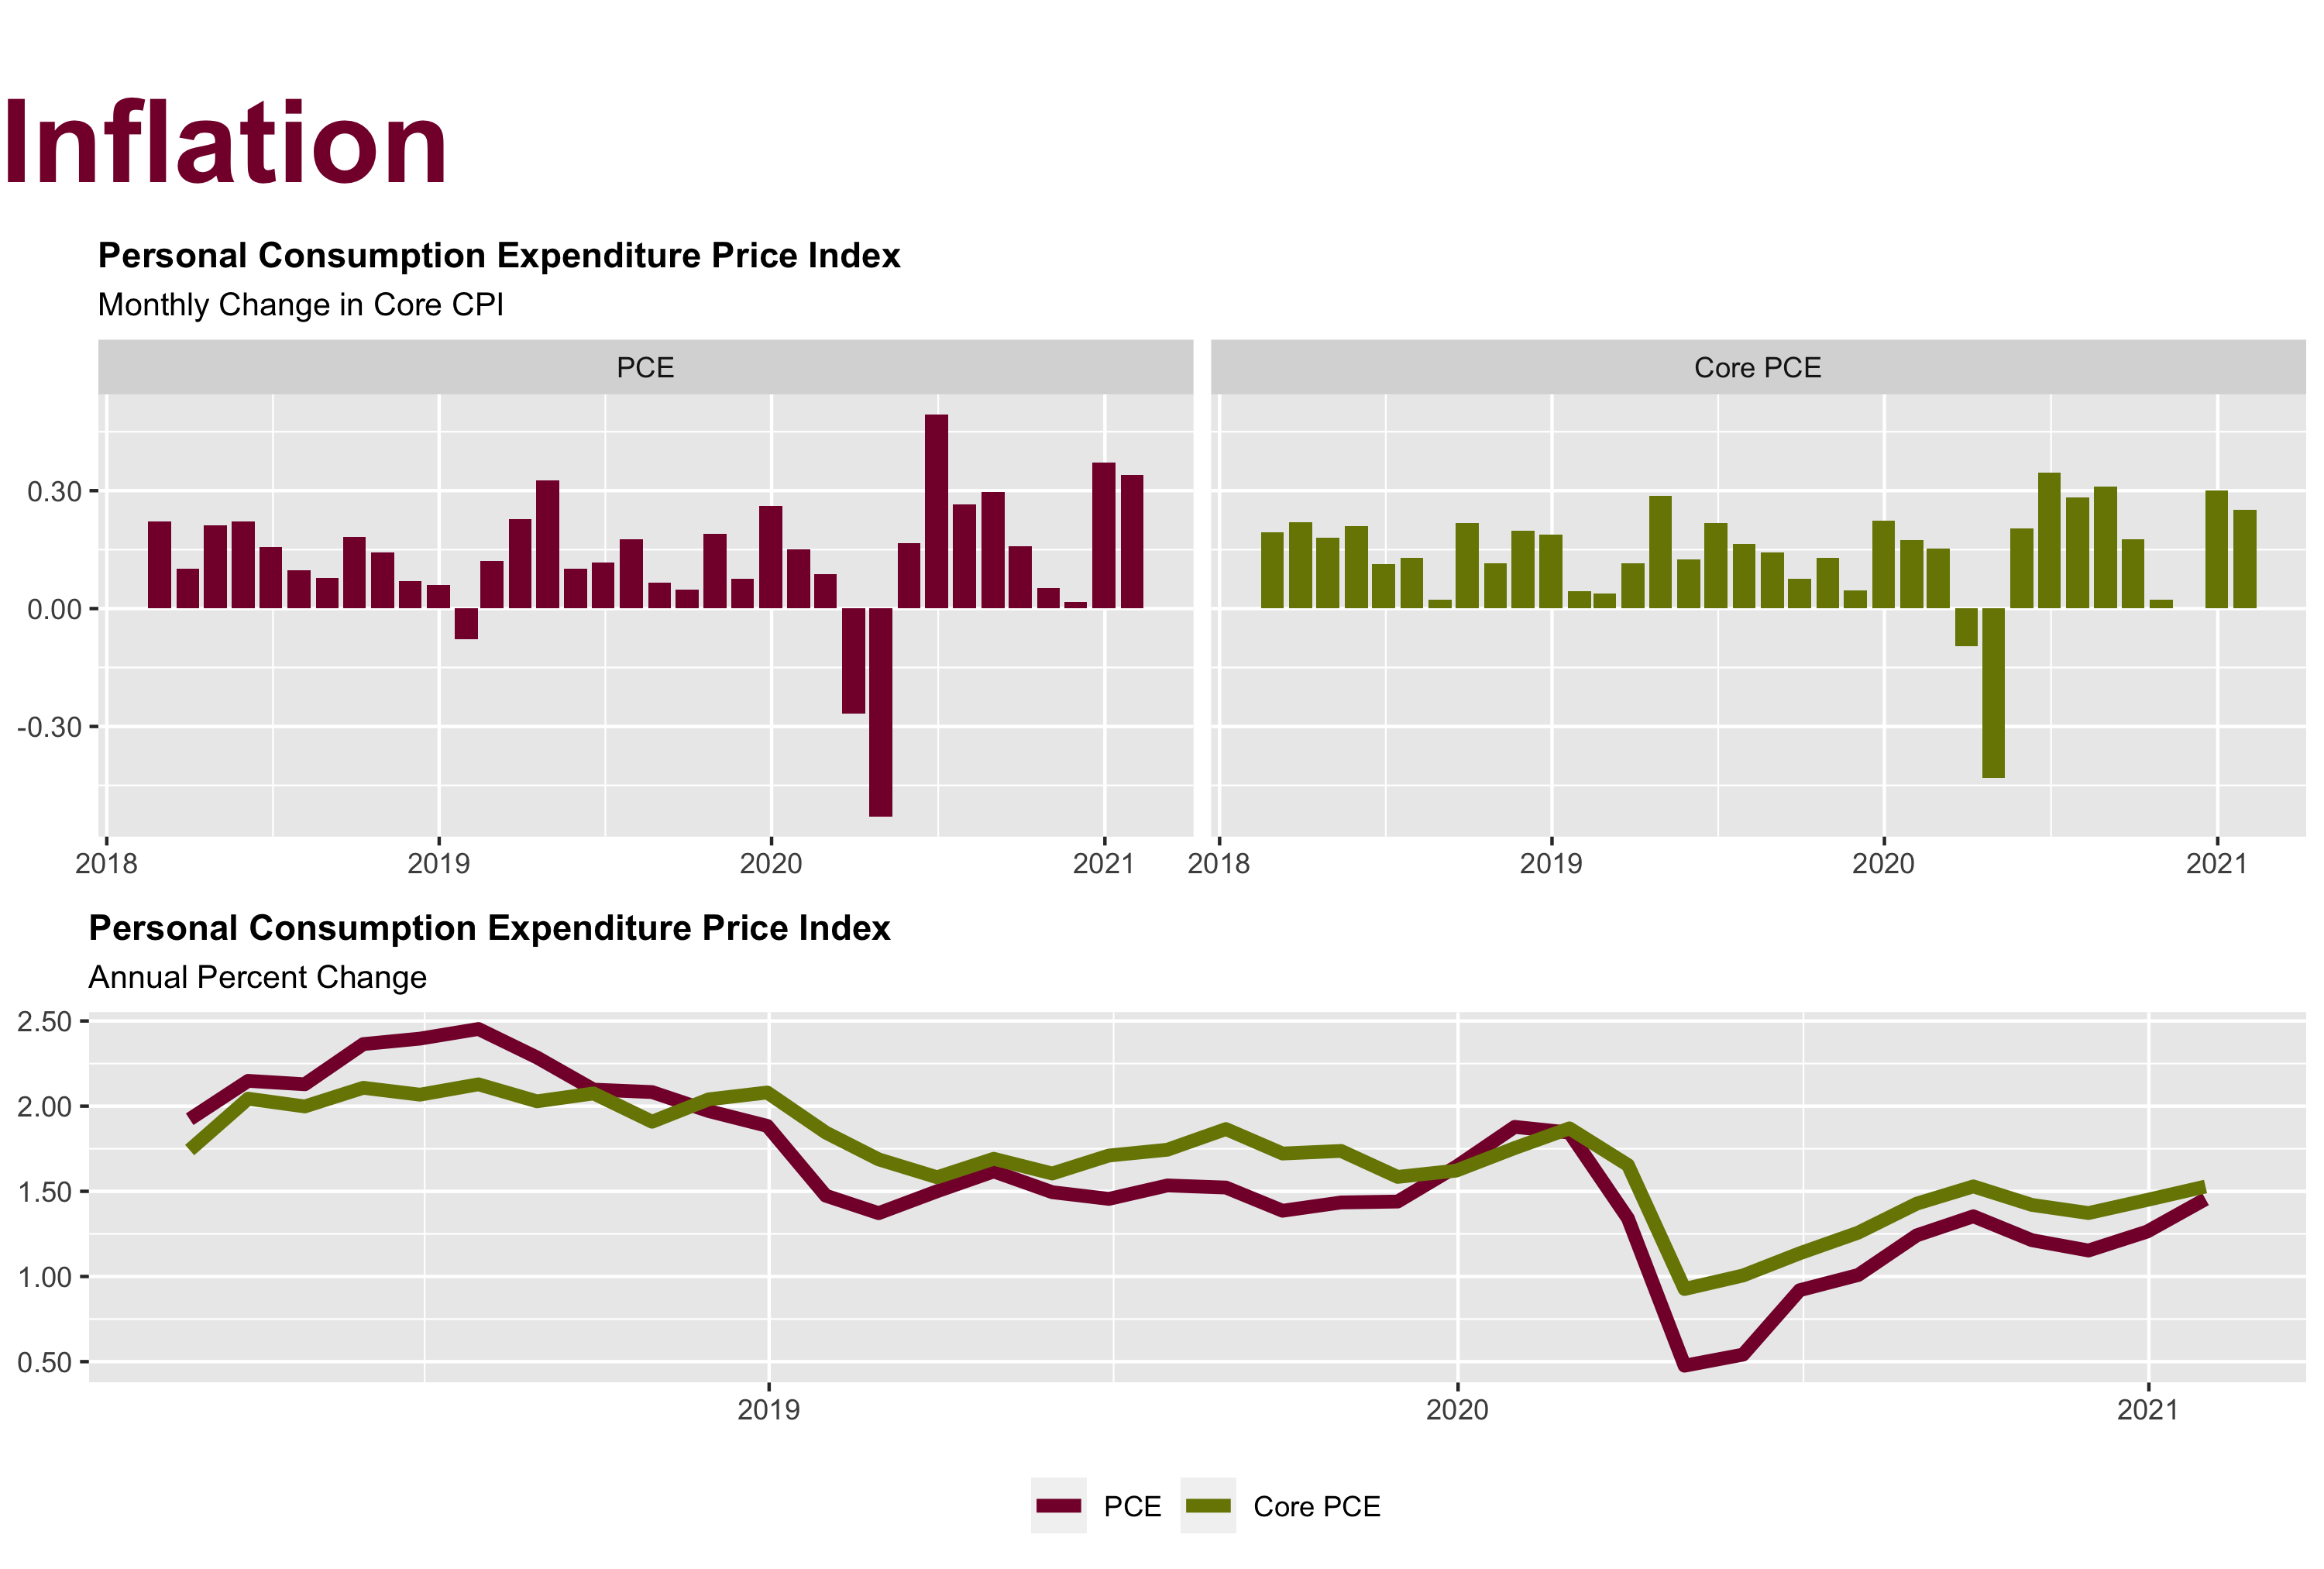 Inflation
Personal Consumption Expenditure Price Index
Monthly Change in Core CPI
PCE Core PCE
0.30
0.00
-0.30
2018 2019 2020 2021 2018 2019 2020 2021
Personal Consumption Expenditure Price Index
Annual Percent Change
2.50
2.00
1.50
1.00
0.50
2019 2020 2021
PCE Core PCE